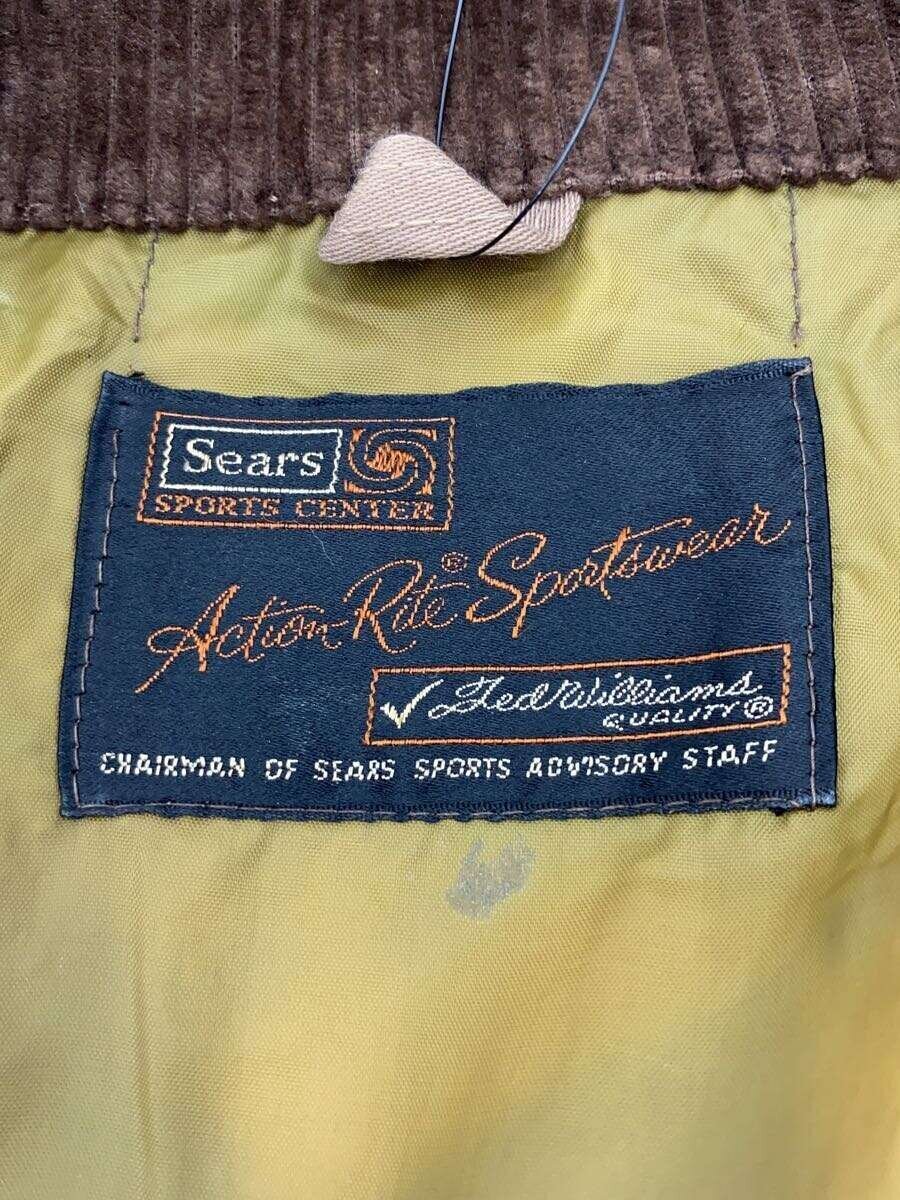 Sears
SPORTS CENTER
Action-Rite® Sportswear
✓ Ted Williams
QUALITY®
CHAIRMAN OF SEARS SPORTS ADVISORY STAFF